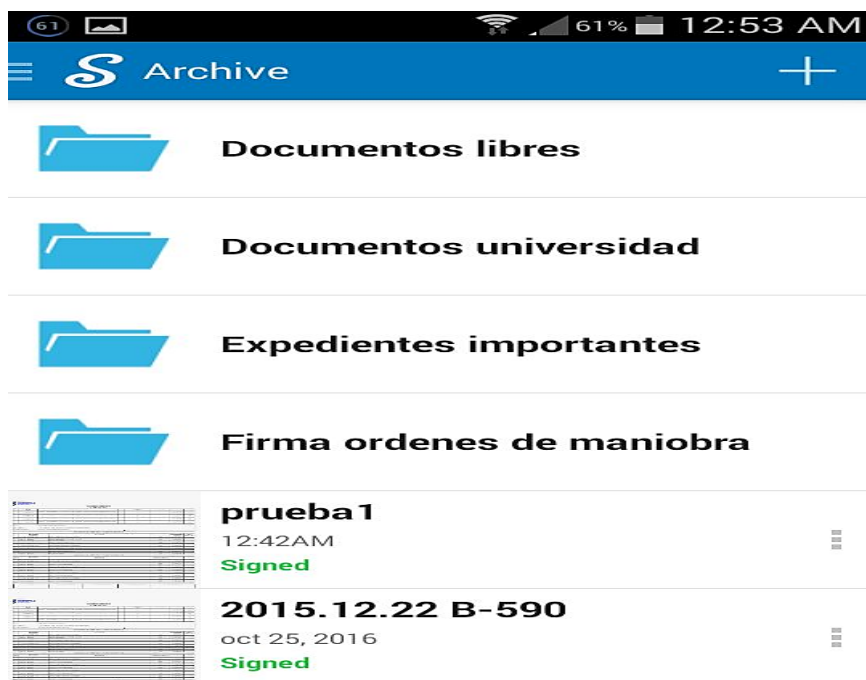 61 61% 12:53 AM
S Archive
Documentos libres
Documentos universidad
Expedientes importantes
Firma ordenes de maniobra
prueba1
12:42AM
Signed
2015.12.22 B-590
oct 25, 2016
Signed